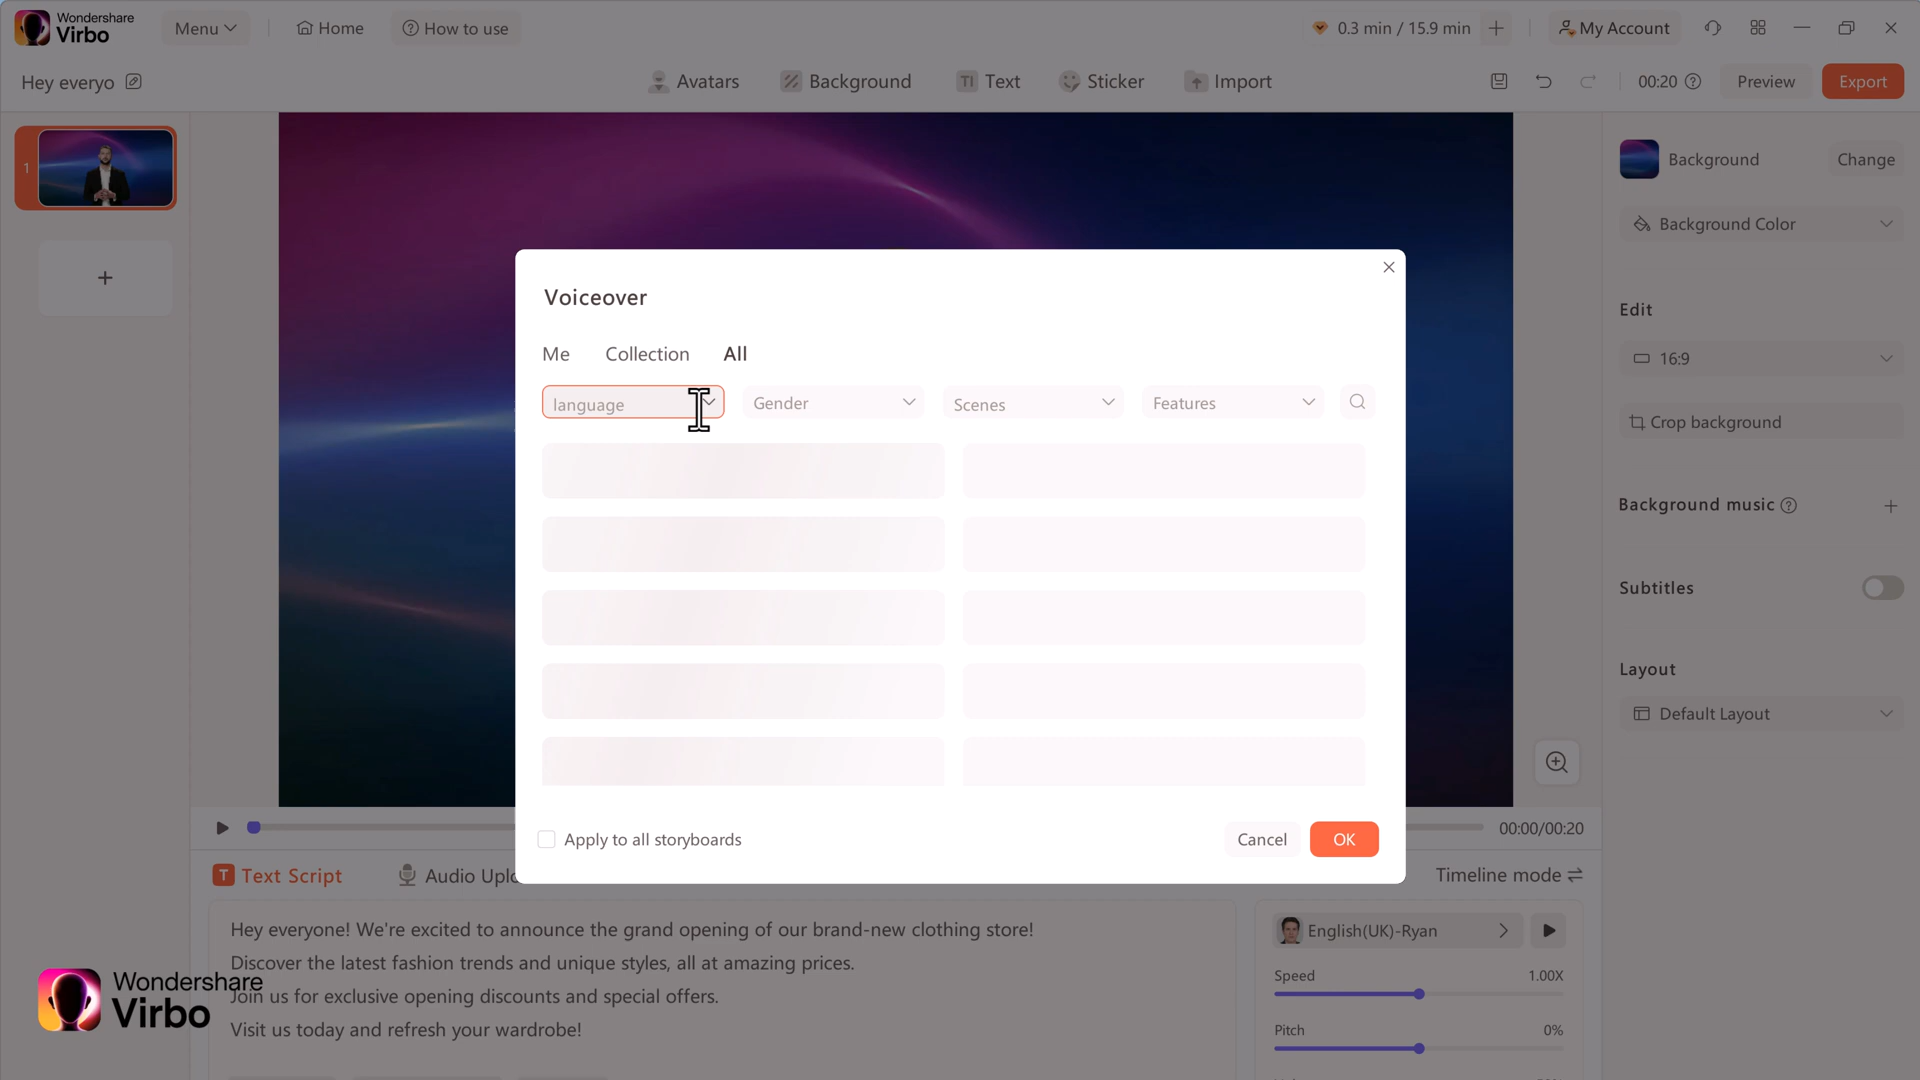 Wondershare
Virbo
Menu
Home
How to use
0.3 min / 15.9 min
My Account
Hey everyo
Avatars
Background
TI Text
Sticker
Import
00:20
Preview
Export
1
Background
Change
Background Color
Edit
16:9
Crop background
Background music
Subtitles
Layout
Default Layout
Voiceover
Me
Collection
All
language
Gender
Scenes
Features
Apply to all storyboards
Cancel
OK
00:00/00:20
T Text Script
Audio Uplo
Timeline mode
Hey everyone! We're excited to announce the grand opening of our brand-new clothing store!
Discover the latest fashion trends and unique styles, all at amazing prices.
Join us for exclusive opening discounts and special offers.
Visit us today and refresh your wardrobe!
English(UK)-Ryan
Speed
1.00X
Pitch
0%
Wondershare
Virbo